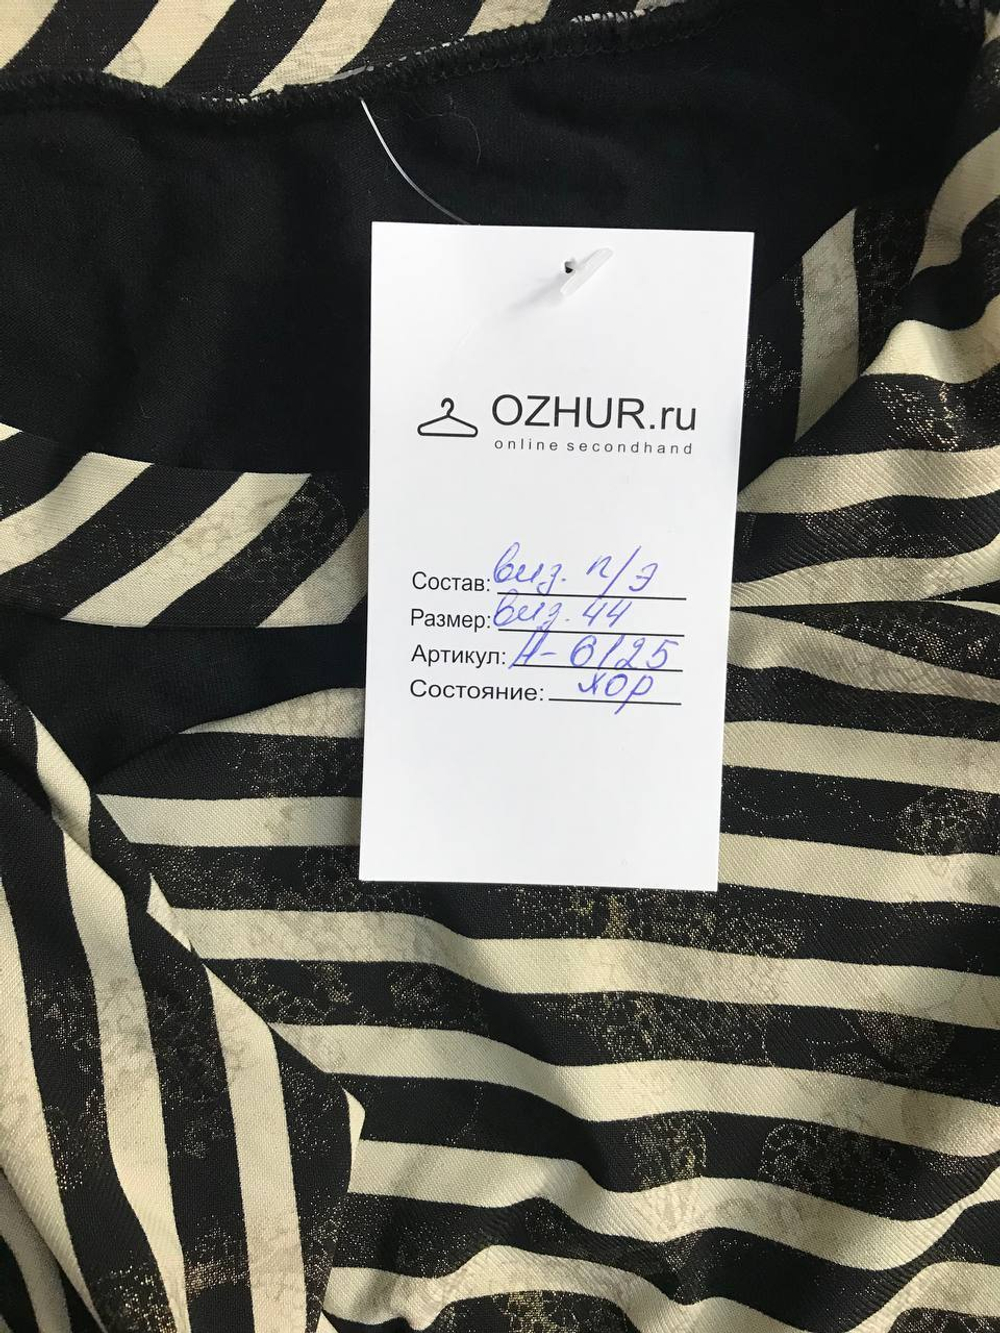 OZHUR.ru
online secondhand
Состав: виз. п/э
Размер: виз. 44
Артикул: А-6125
Состояние: хор